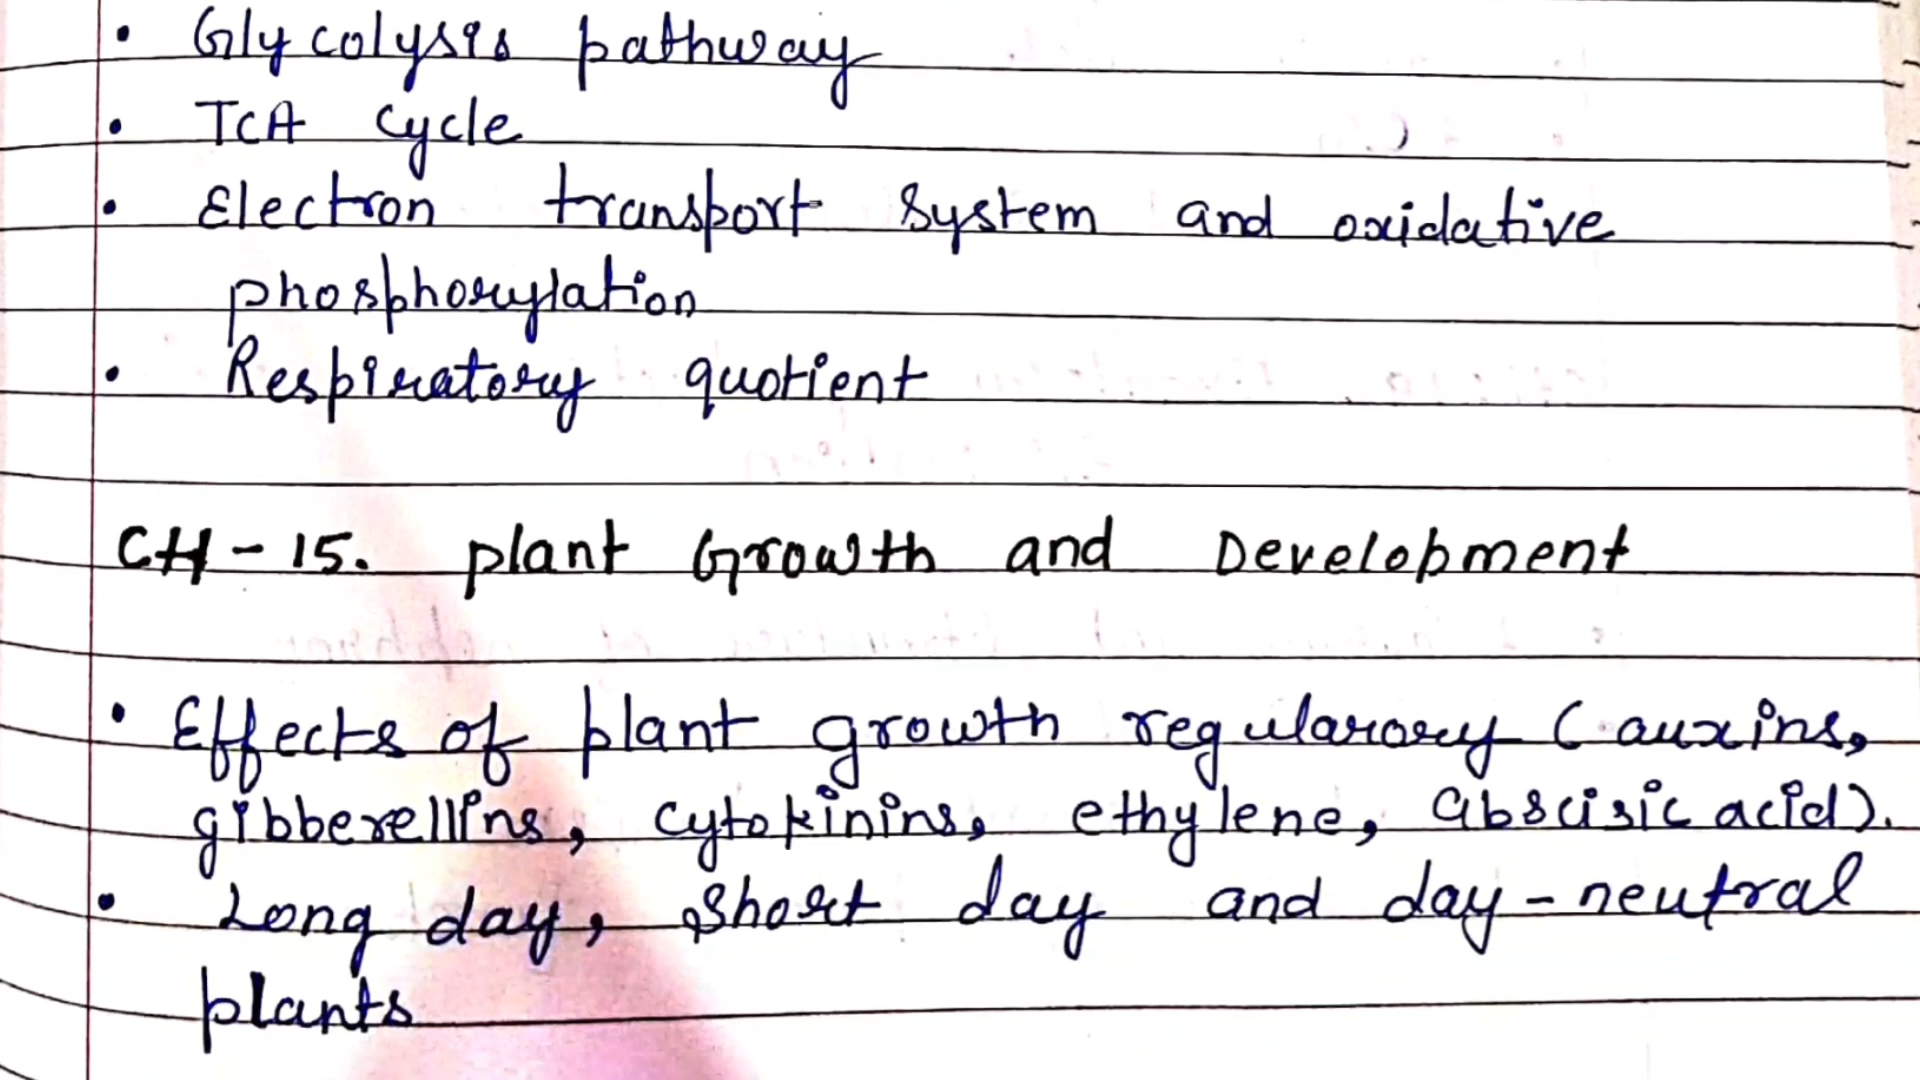 • Glycolysis pathway
• TCA cycle
• Electron transport system and oxidative
phosphorylation
• Respiratory quotient
CH-15. plant Growth and Development
• Effects of plant growth regularory (auxins,
gibberellins, cytokinins, ethylene, abscisic acid).
• Long day, short day and day-neutral
plants